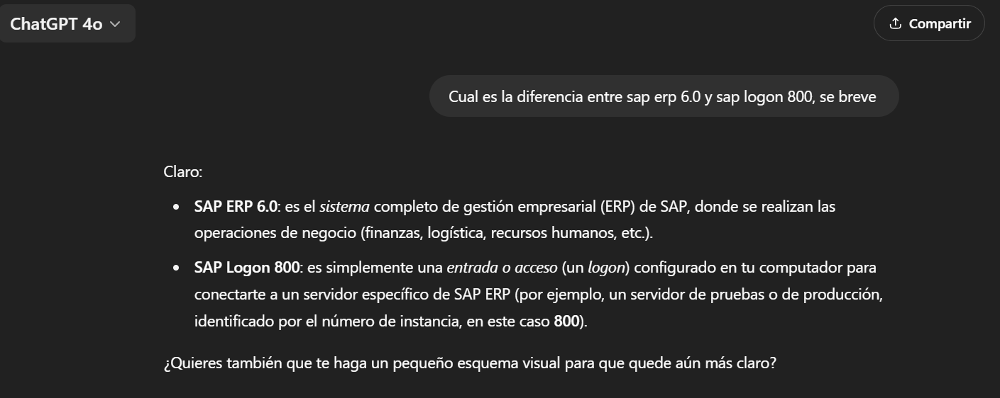 ChatGPT 4o
Compartir
Cual es la diferencia entre sap erp 6.0 y sap logon 800, se breve
Claro:
• SAP ERP 6.0: es el sistema completo de gestión empresarial (ERP) de SAP, donde se realizan las
operaciones de negocio (finanzas, logística, recursos humanos, etc.).
• SAP Logon 800: es simplemente una entrada o acceso (un logon) configurado en tu computador para
conectarte a un servidor específico de SAP ERP (por ejemplo, un servidor de pruebas o de producción,
identificado por el número de instancia, en este caso 800).
¿Quieres también que te haga un pequeño esquema visual para que quede aún más claro?